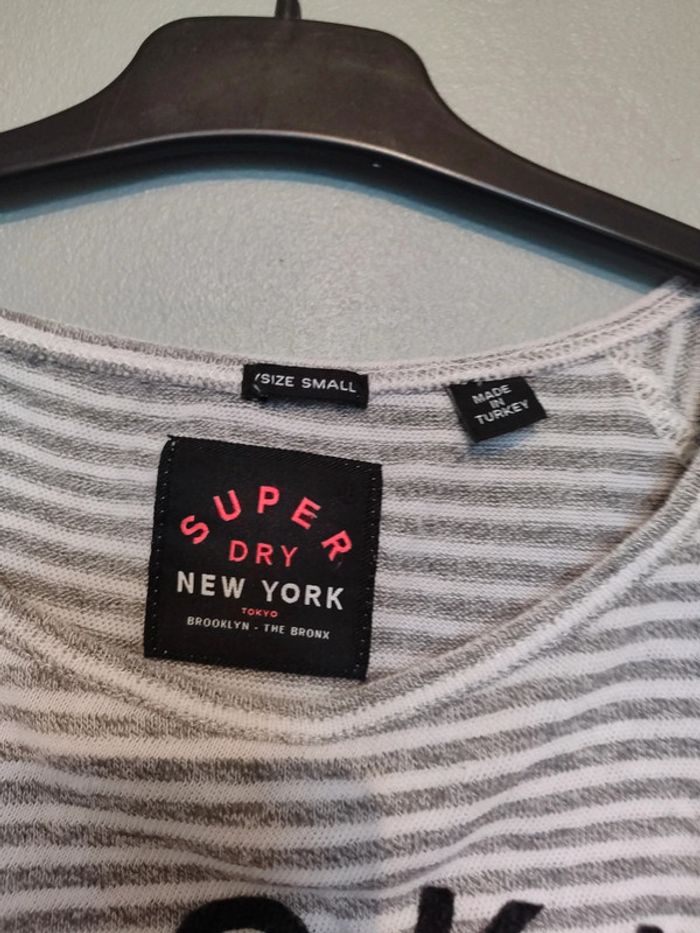 SIZE SMALL
MADE
IN
TURKEY
SUPER
DRY
NEW YORK
TOKYO
BROOKLYN - THE BRONX